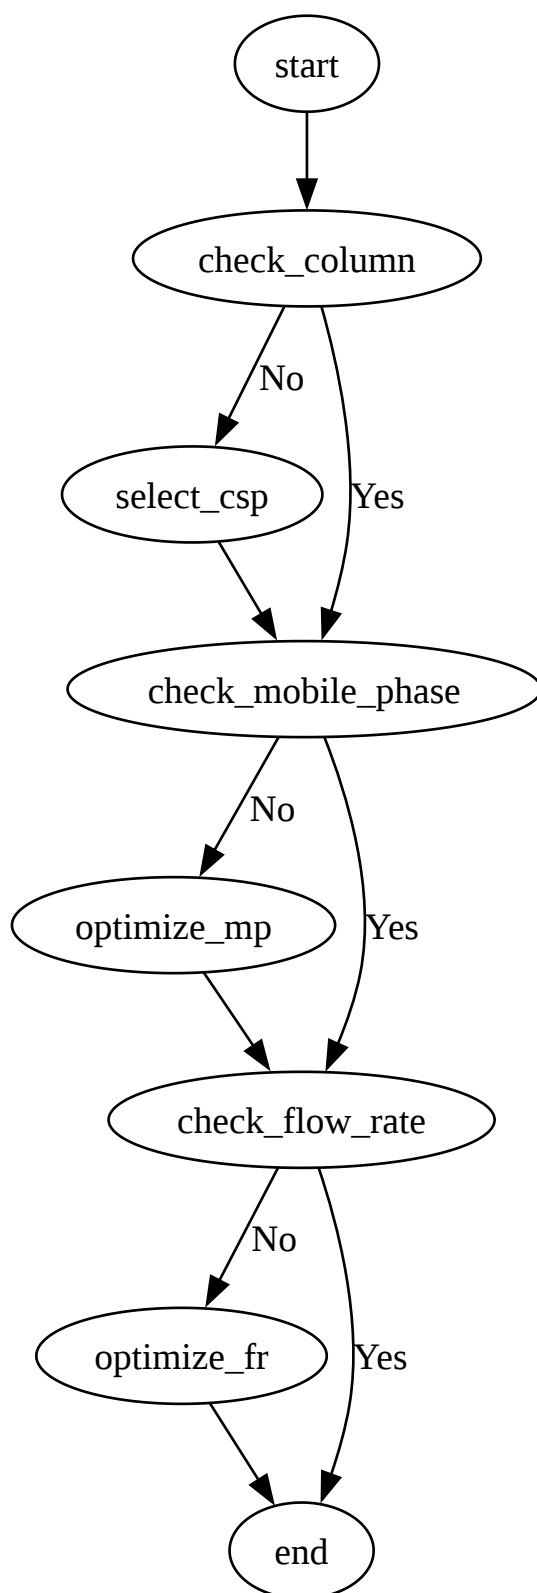 start
check_column
No
select_csp
Yes
check_mobile_phase
No
optimize_mp
Yes
check_flow_rate
No
optimize_fr
Yes
end